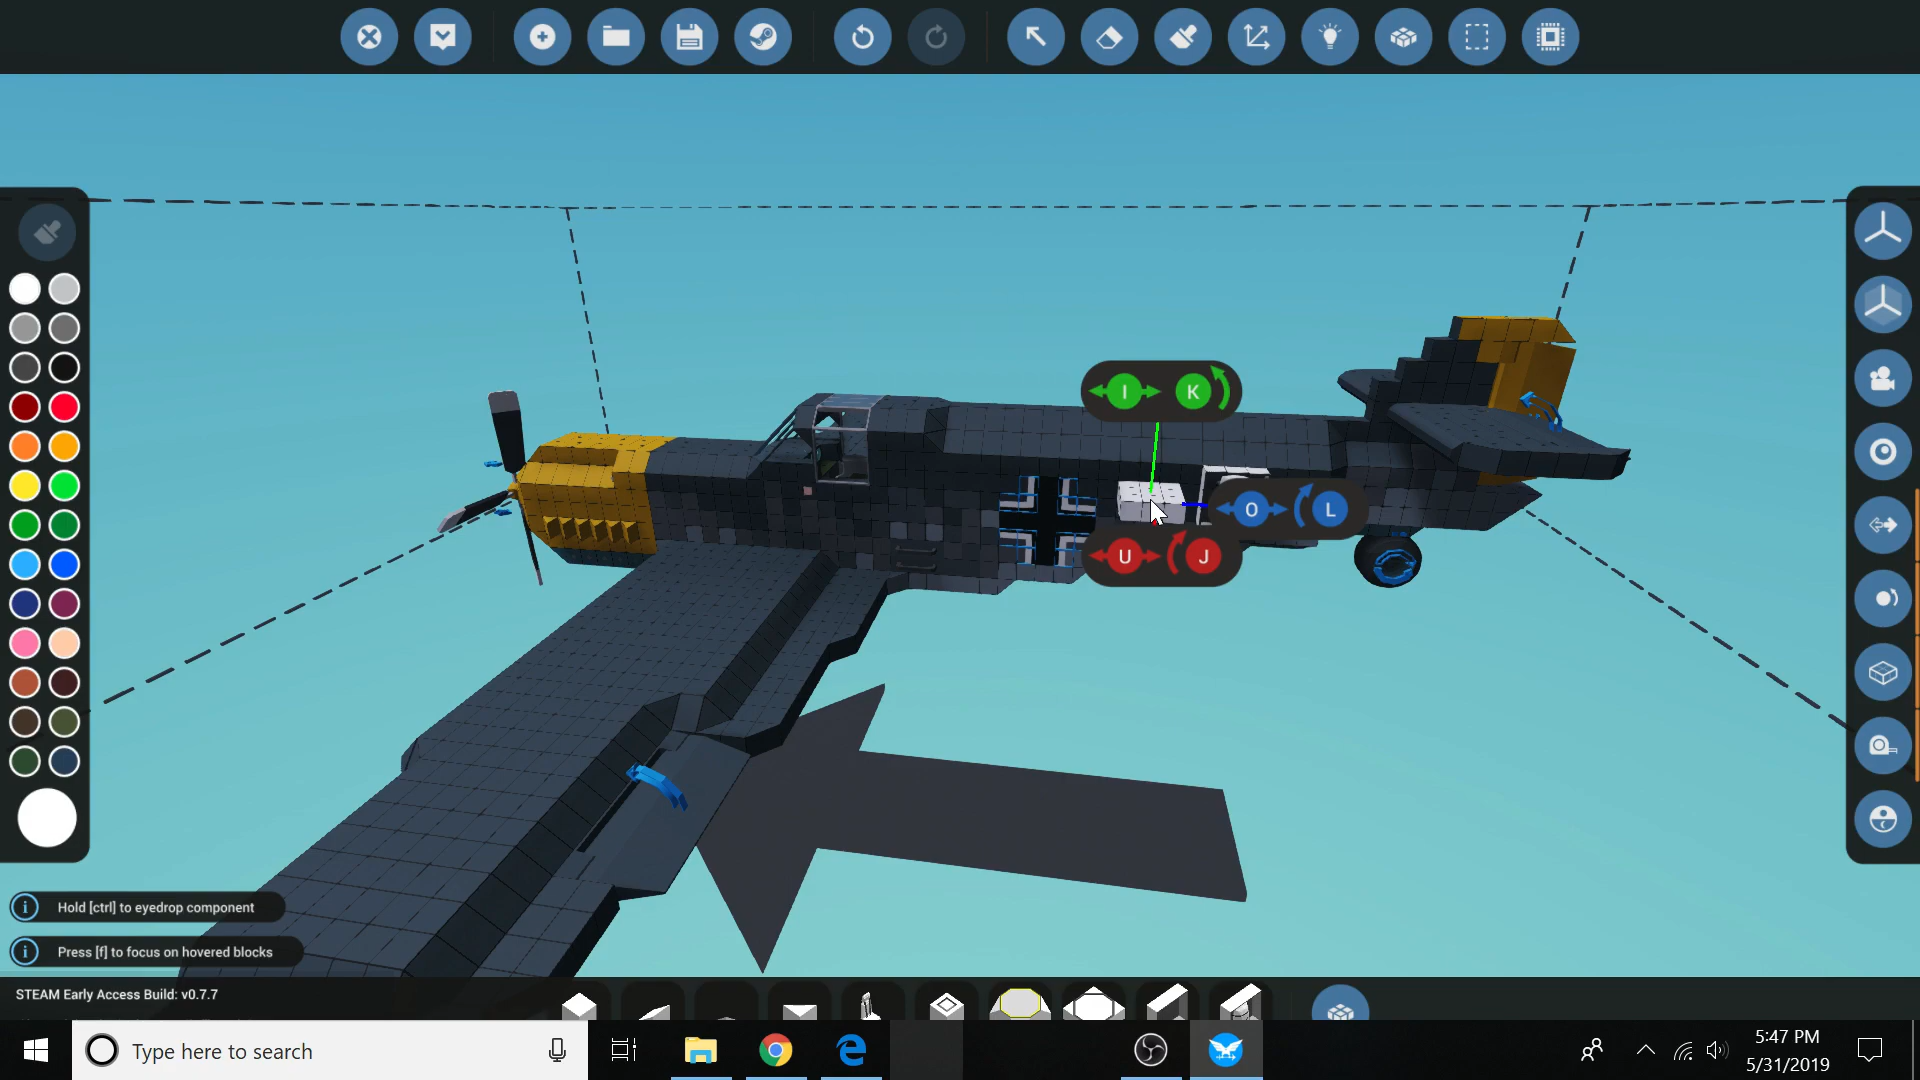 I K
O L
U J
Hold [ctrl] to eyedrop component
Press [f] to focus on hovered blocks
STEAM Early Access Build: v0.7.7
Type here to search
5:47 PM
5/31/2019